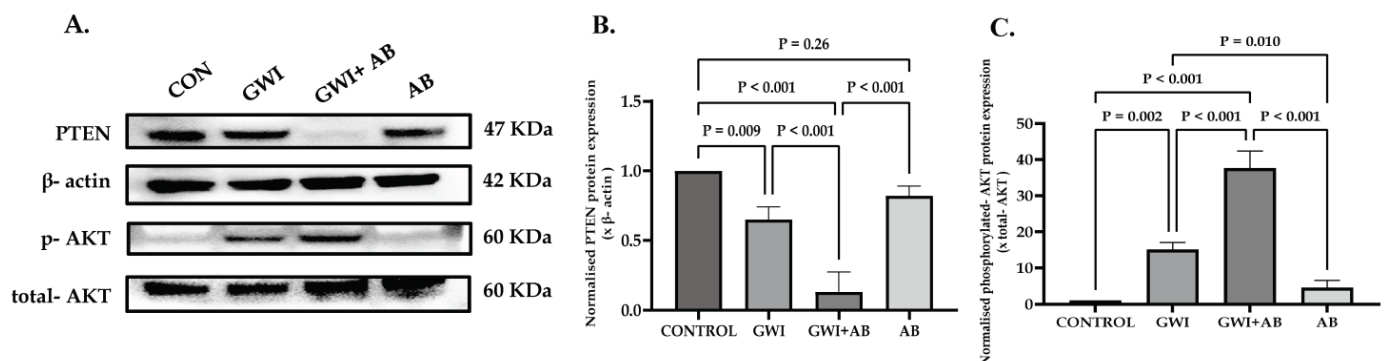 A.
CON GWI GWI+ AB AB
PTEN 47 KDa
β- actin 42 KDa
p- AKT 60 KDa
total- AKT 60 KDa
B.
P = 0.26
P < 0.001 P < 0.001
P = 0.009 P < 0.001
Normalised PTEN protein expression
(x β- actin )
1.5
1.0
0.5
0.0
CONTROL GWI GWI+AB AB
C.
P = 0.010
P < 0.001
P = 0.002 P < 0.001 P < 0.001
Normalised phosphorylated- AKT protein expression
(x total- AKT)
50
40
30
20
10
0
CONTROL GWI GWI+AB AB